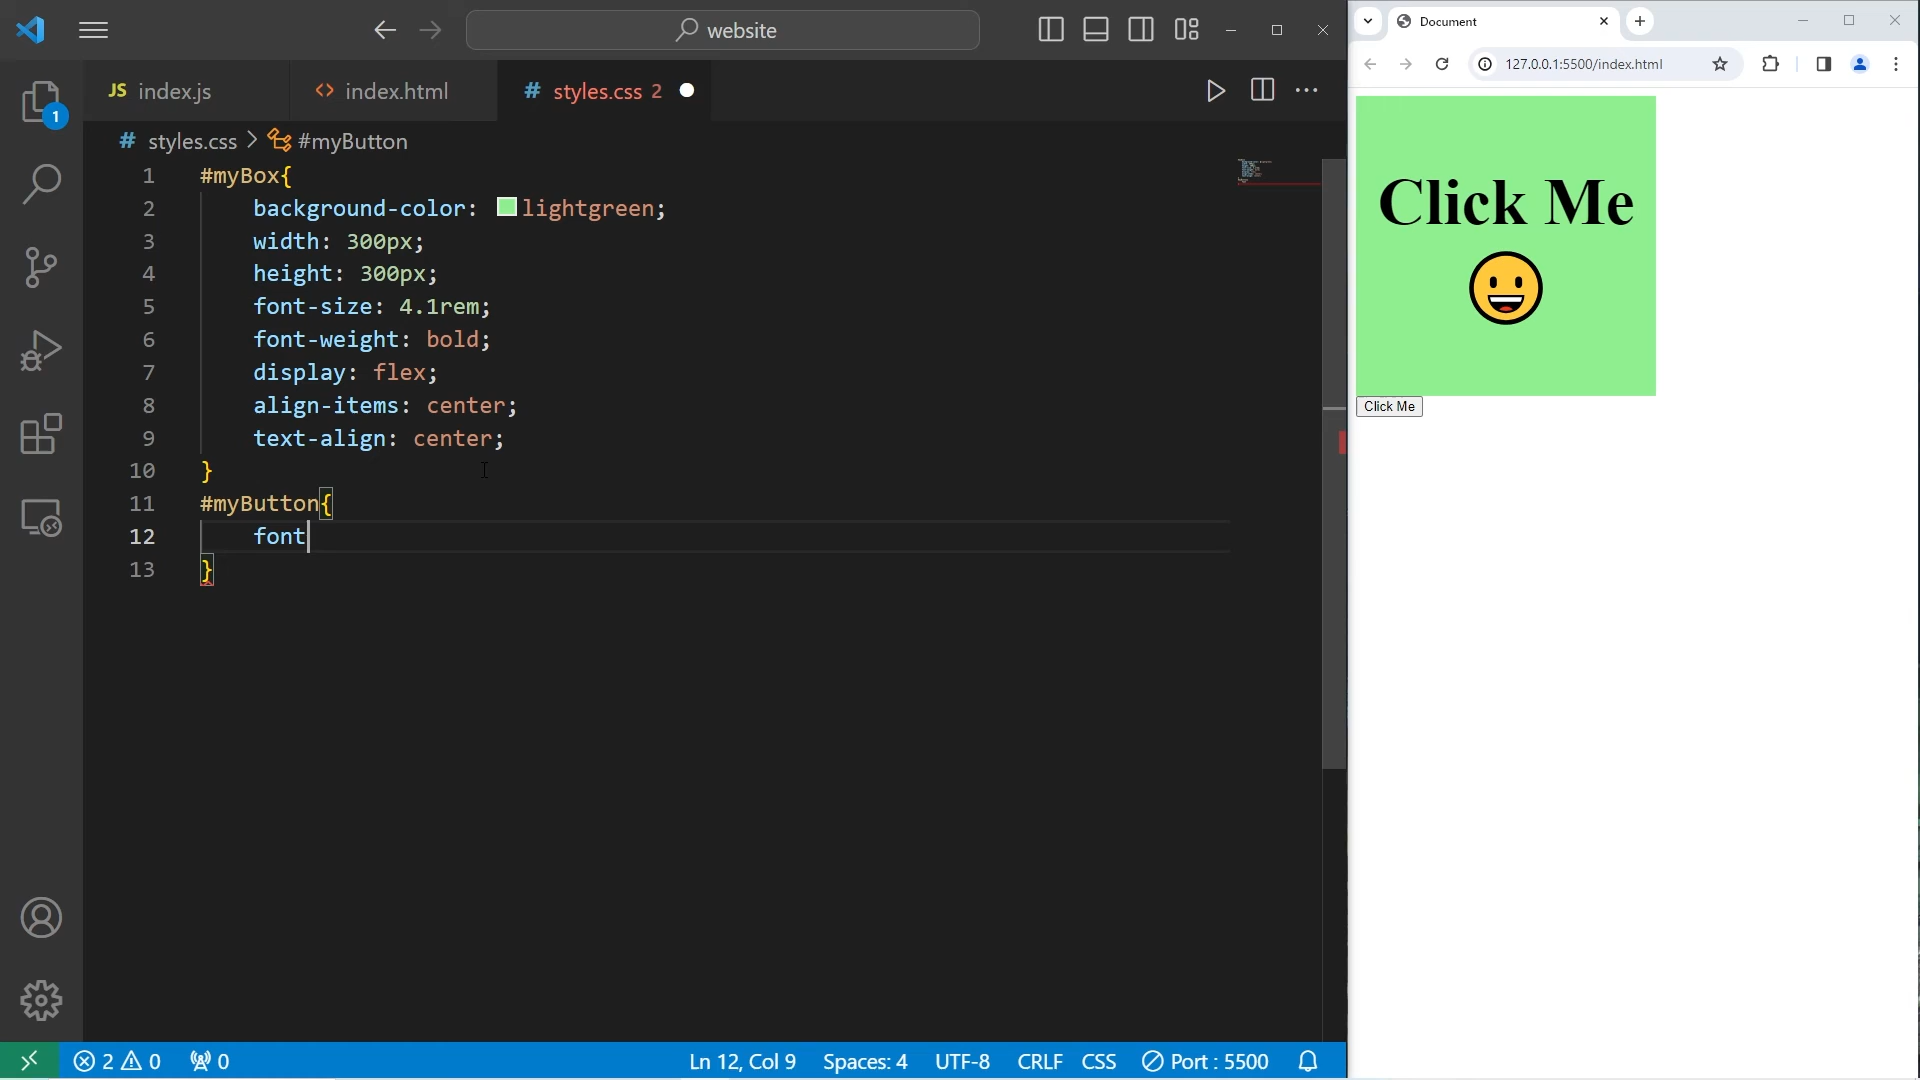 website
JS index.js
<> index.html
# styles.css 2
# styles.css > #myButton
1 #myBox{
2 background-color: lightgreen;
3 width: 300px;
4 height: 300px;
5 font-size: 4.1rem;
6 font-weight: bold;
7 display: flex;
8 align-items: center;
9 text-align: center;
10 }
11 #myButton{
12 font
13 }
1
2 0 0
Ln 12, Col 9 Spaces: 4 UTF-8 CRLF CSS Port : 5500
Document
127.0.0.1:5500/index.html
Click Me
😀
Click Me